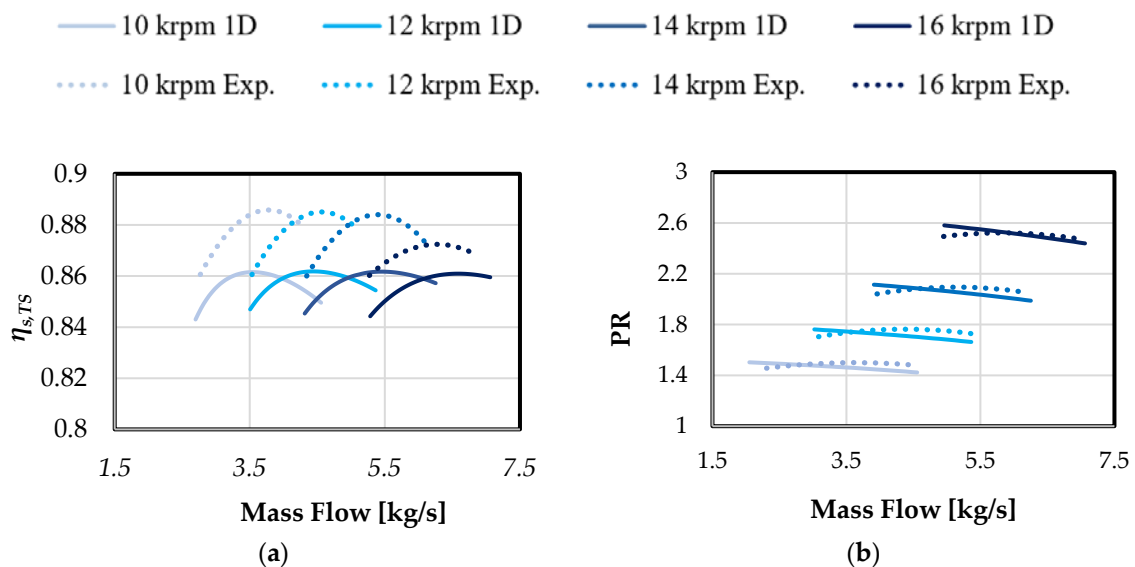 10 krpm 1D 12 krpm 1D 14 krpm 1D 16 krpm 1D
10 krpm Exp. 12 krpm Exp. 14 krpm Exp. 16 krpm Exp.
0.9
0.88
0.86
0.84
0.82
0.8
ηs,TS
1.5 3.5 5.5 7.5
Mass Flow [kg/s]
(a)
3
2.6
2.2
1.8
1.4
1
PR
1.5 3.5 5.5 7.5
Mass Flow [kg/s]
(b)